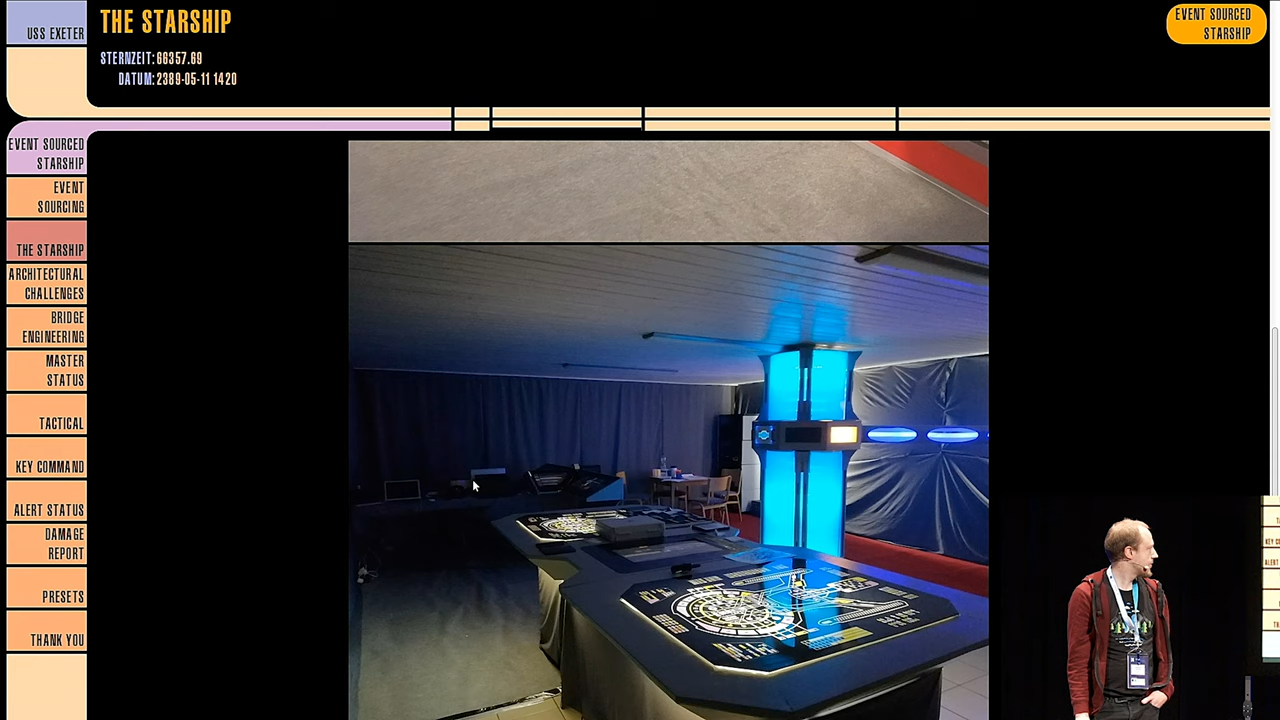 USS EXETER
THE STARSHIP
STERNZEIT: 66357.69
DATUM: 2389-05-11 1420
EVENT SOURCED
STARSHIP
EVENT SOURCED
STARSHIP
EVENT
SOURCING
THE STARSHIP
ARCHITECTURAL
CHALLENGES
BRIDGE
ENGINEERING
MASTER
STATUS
TACTICAL
KEY COMMAND
ALERT STATUS
DAMAGE
REPORT
PRESETS
THANK YOU